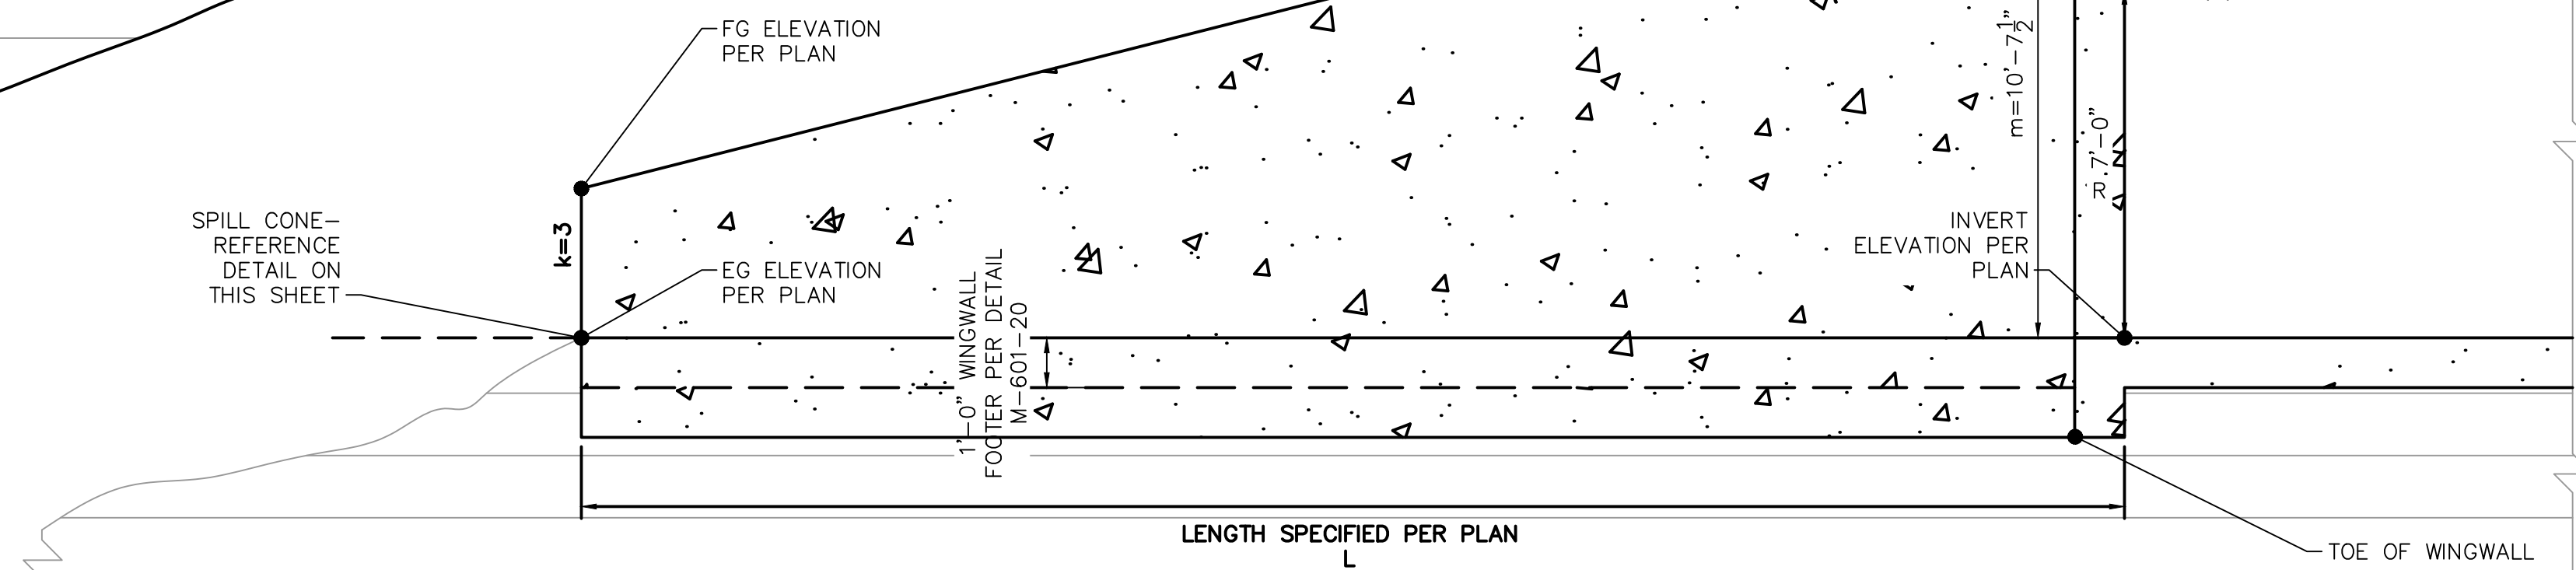 FG ELEVATION
PER PLAN
m=10'-7 1/2"
7'-0"
R
SPILL CONE-
REFERENCE
DETAIL ON
THIS SHEET
k=3
EG ELEVATION
PER PLAN
INVERT
ELEVATION PER
PLAN
1'-0" WINGWALL
FOOTER PER DETAIL
M-601-20
LENGTH SPECIFIED PER PLAN
L
TOE OF WINGWALL